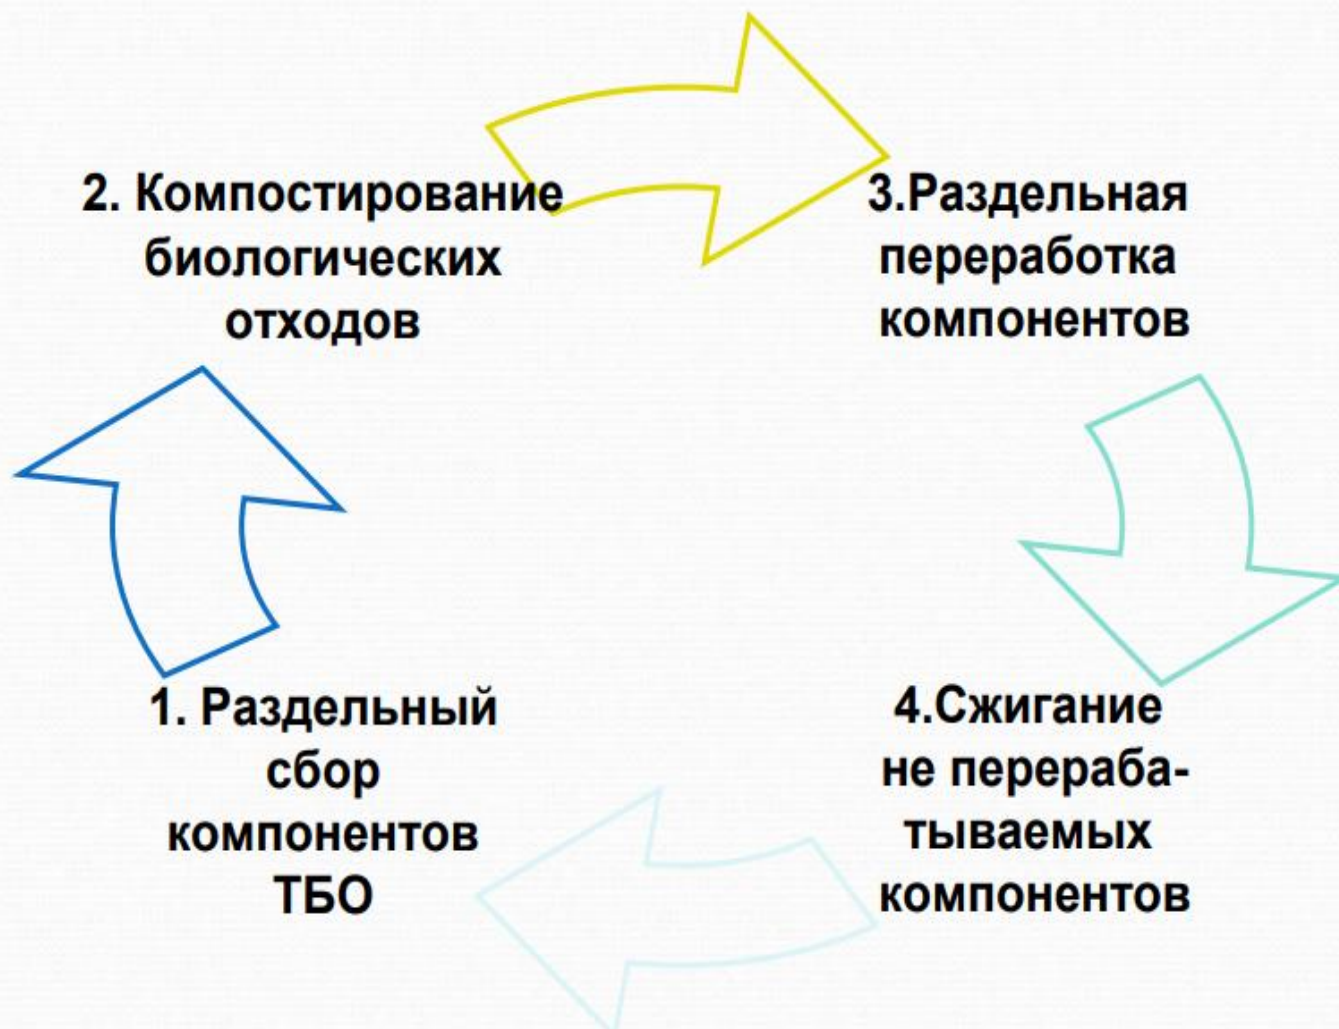 2. Компостирование
биологических
отходов
3.Раздельная
переработка
компонентов
1. Раздельный
сбор
компонентов
ТБО
4.Сжигание
не перераба-
тываемых
компонентов